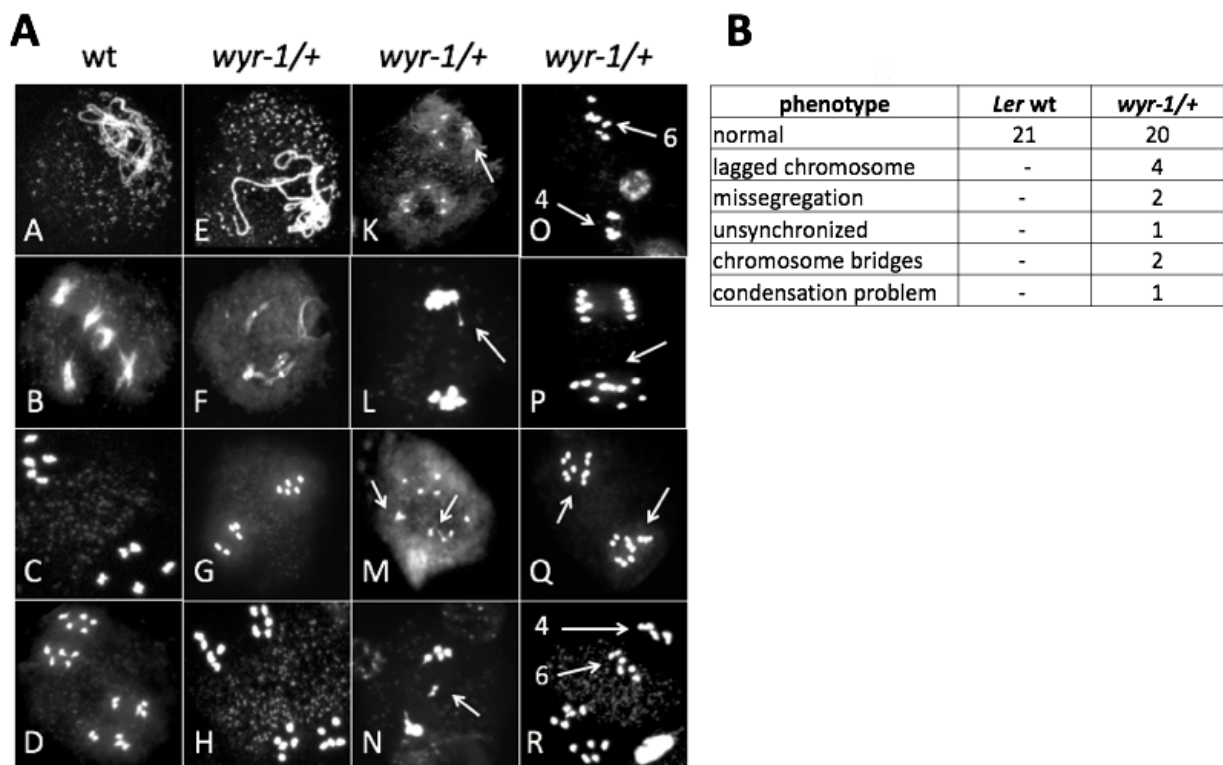 A
B
wt wyr-1/+ wyr-1/+ wyr-1/+
A E K O 6 4
B F L P
C G M Q
D H N R 4 6
phenotype Ler wt wyr-1/+
normal 21 20
lagged chromosome - 4
missegregation - 2
unsynchronized - 1
chromosome bridges - 2
condensation problem - 1